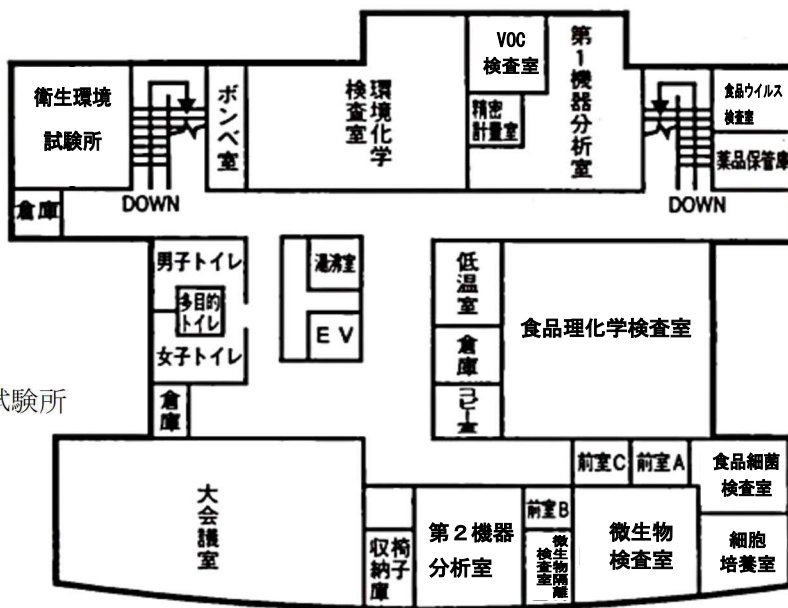 衛生環境
試験所
ボンベ室
環境化学
検査室
VOC
検査室
精密
計量室
第1機器分析室
食品ウイルス
検査室
薬品保管庫
DOWN
DOWN
倉庫
男子トイレ
多目的
トイレ
女子トイレ
倉庫
湯沸室
EV
低温室
倉庫
コピー室
食品理化学検査室
試験所
大会議室
椅子
収納庫
第2機器
分析室
前室B
微生物隔離
検査室
前室C
前室A
微生物
検査室
食品細菌
検査室
細胞
培養室